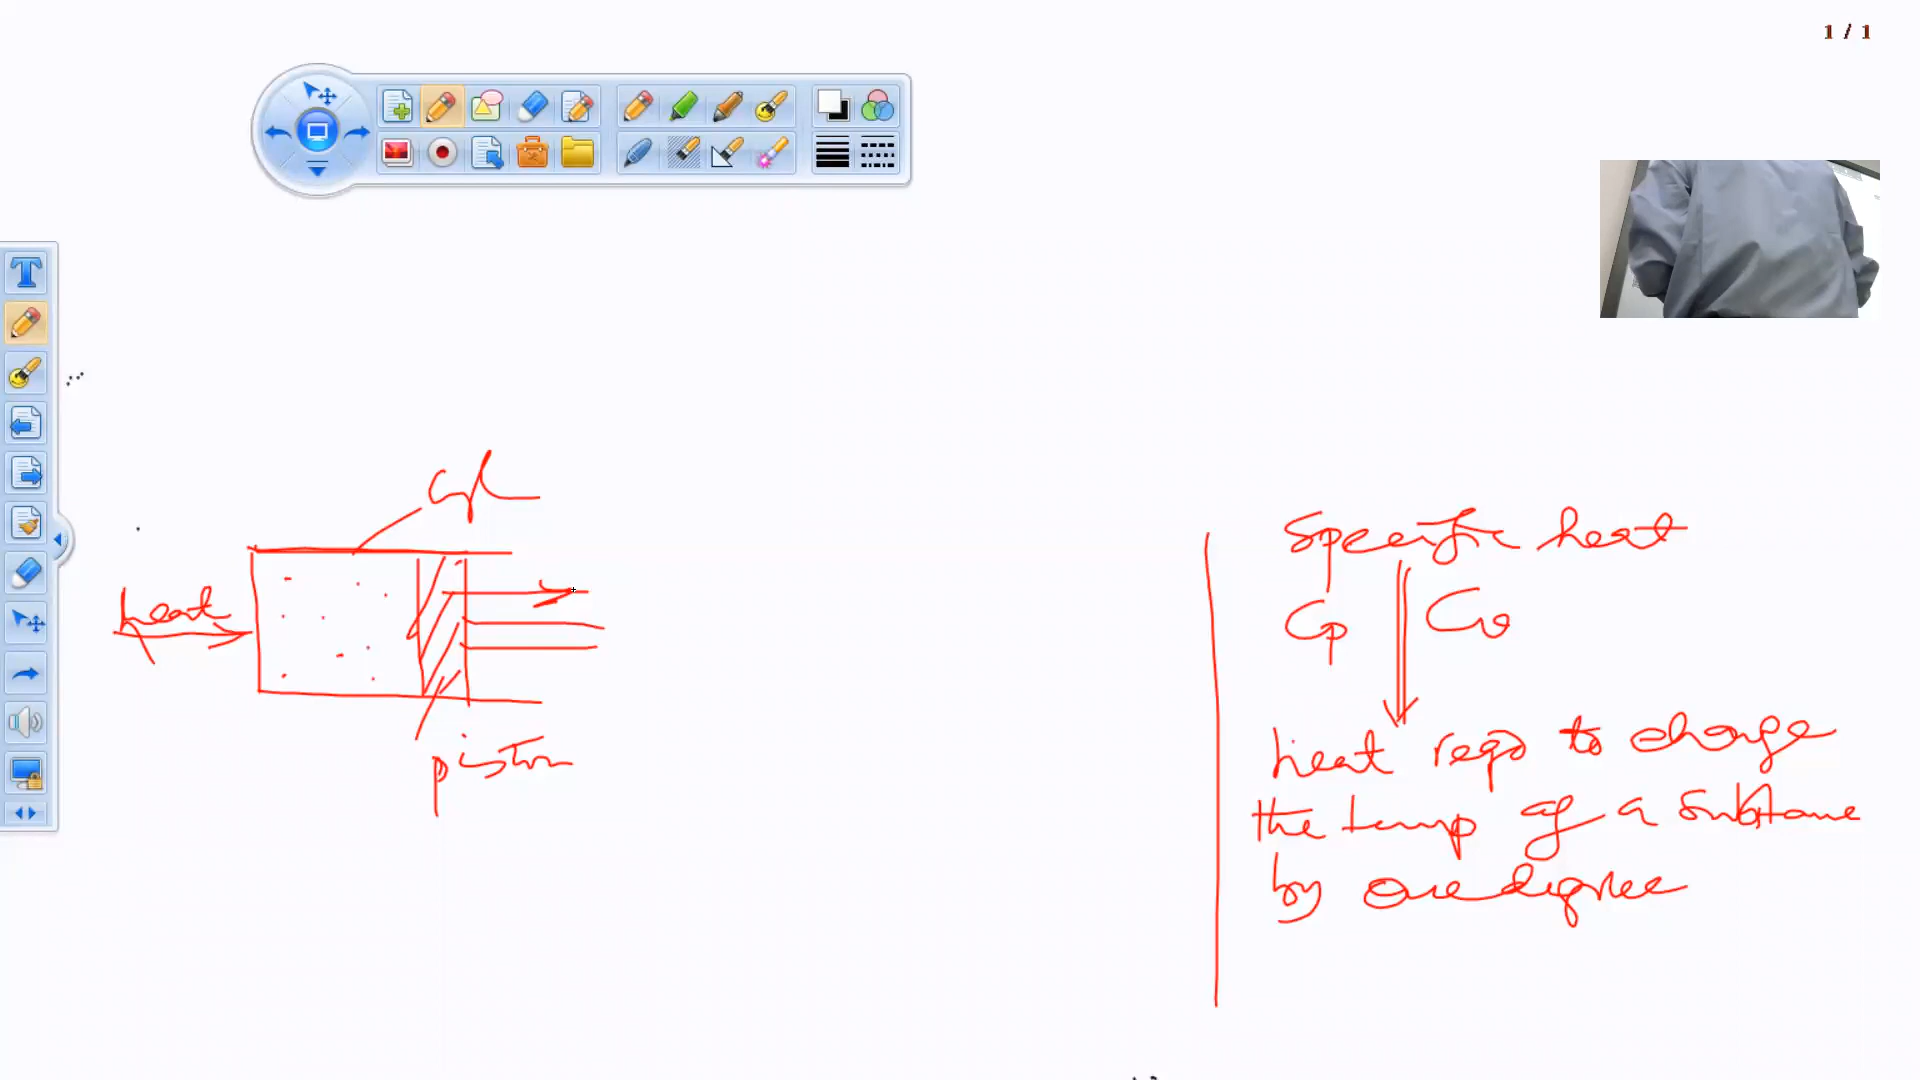 1 / 1
T
Cyl
heat
piston
Specific heat
Cp Cv
heat reqd to change
the temp of a substance
by one degree